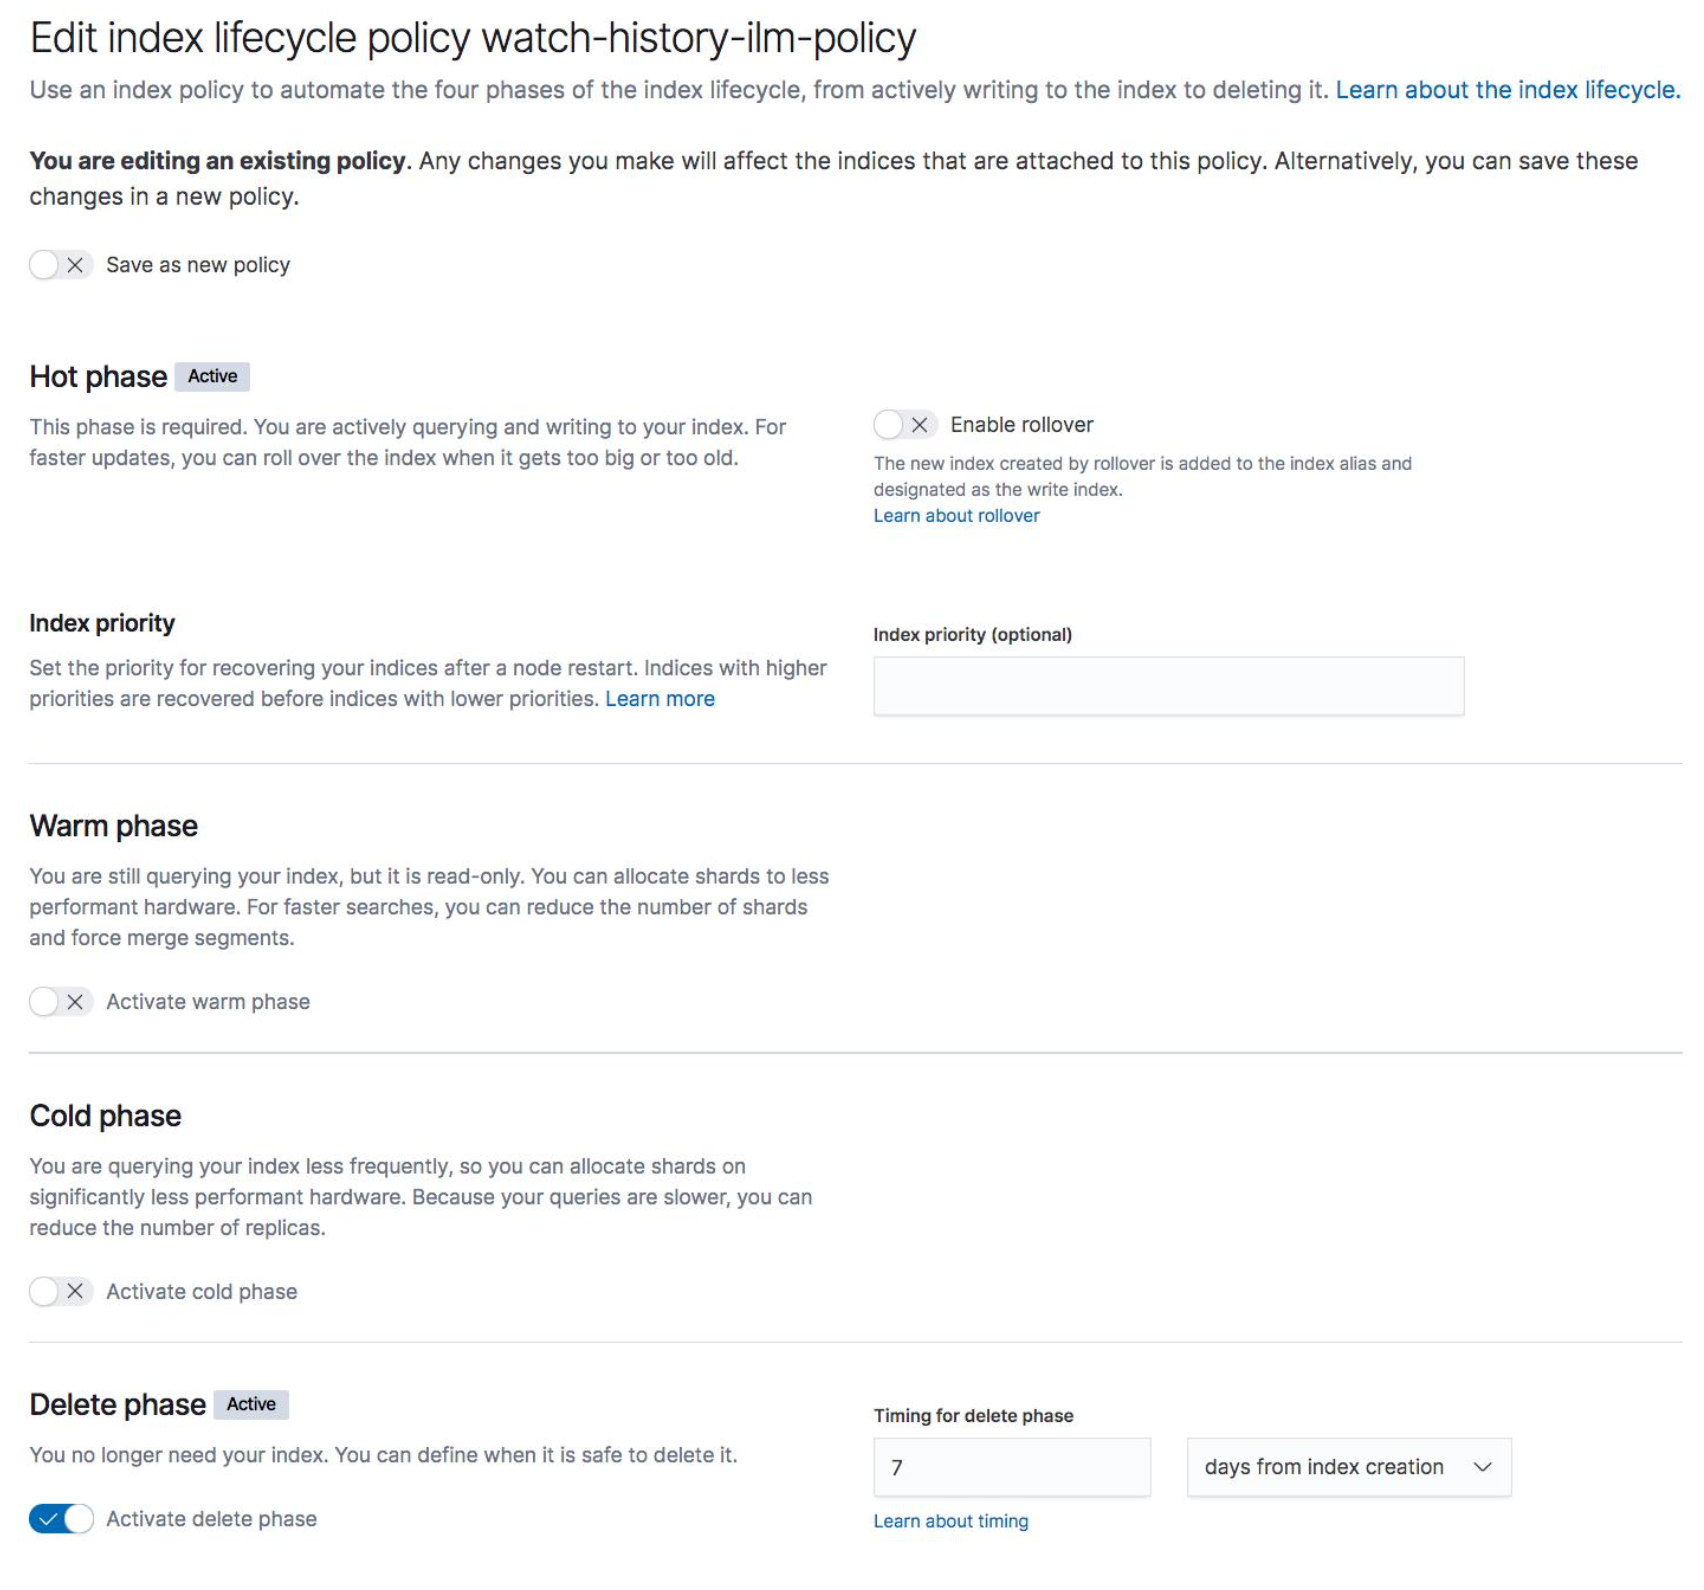 Edit index lifecycle policy watch-history-ilm-policy
Use an index policy to automate the four phases of the index lifecycle, from actively writing to the index to deleting it. Learn about the index lifecycle.
You are editing an existing policy. Any changes you make will affect the indices that are attached to this policy. Alternatively, you can save these
changes in a new policy.
Save as new policy
Hot phase Active
This phase is required. You are actively querying and writing to your index. For
faster updates, you can roll over the index when it gets too big or too old.
Enable rollover
The new index created by rollover is added to the index alias and
designated as the write index.
Learn about rollover
Index priority
Set the priority for recovering your indices after a node restart. Indices with higher
priorities are recovered before indices with lower priorities. Learn more
Index priority (optional)
Warm phase
You are still querying your index, but it is read-only. You can allocate shards to less
performant hardware. For faster searches, you can reduce the number of shards
and force merge segments.
Activate warm phase
Cold phase
You are querying your index less frequently, so you can allocate shards on
significantly less performant hardware. Because your queries are slower, you can
reduce the number of replicas.
Activate cold phase
Delete phase Active
You no longer need your index. You can define when it is safe to delete it.
Activate delete phase
Timing for delete phase
7
days from index creation
Learn about timing